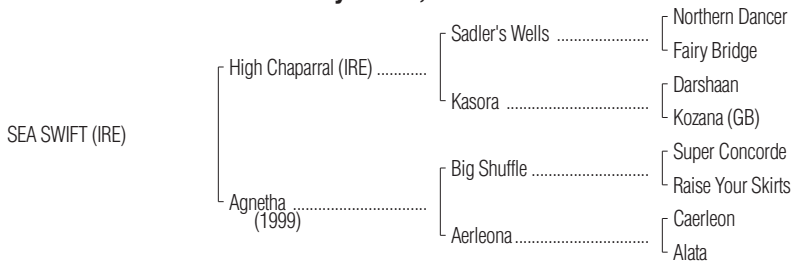 Northern Dancer
Sadler's Wells ......................
Fairy Bridge
High Chaparral (IRE) ............
Darshaan
Kasora ...................................
Kozana (GB)
SEA SWIFT (IRE)
Super Concorde
Big Shuffle .............................
Raise Your Skirts
Agnetha ................................
(1999)
Caerleon
Aerleona................................
Alata